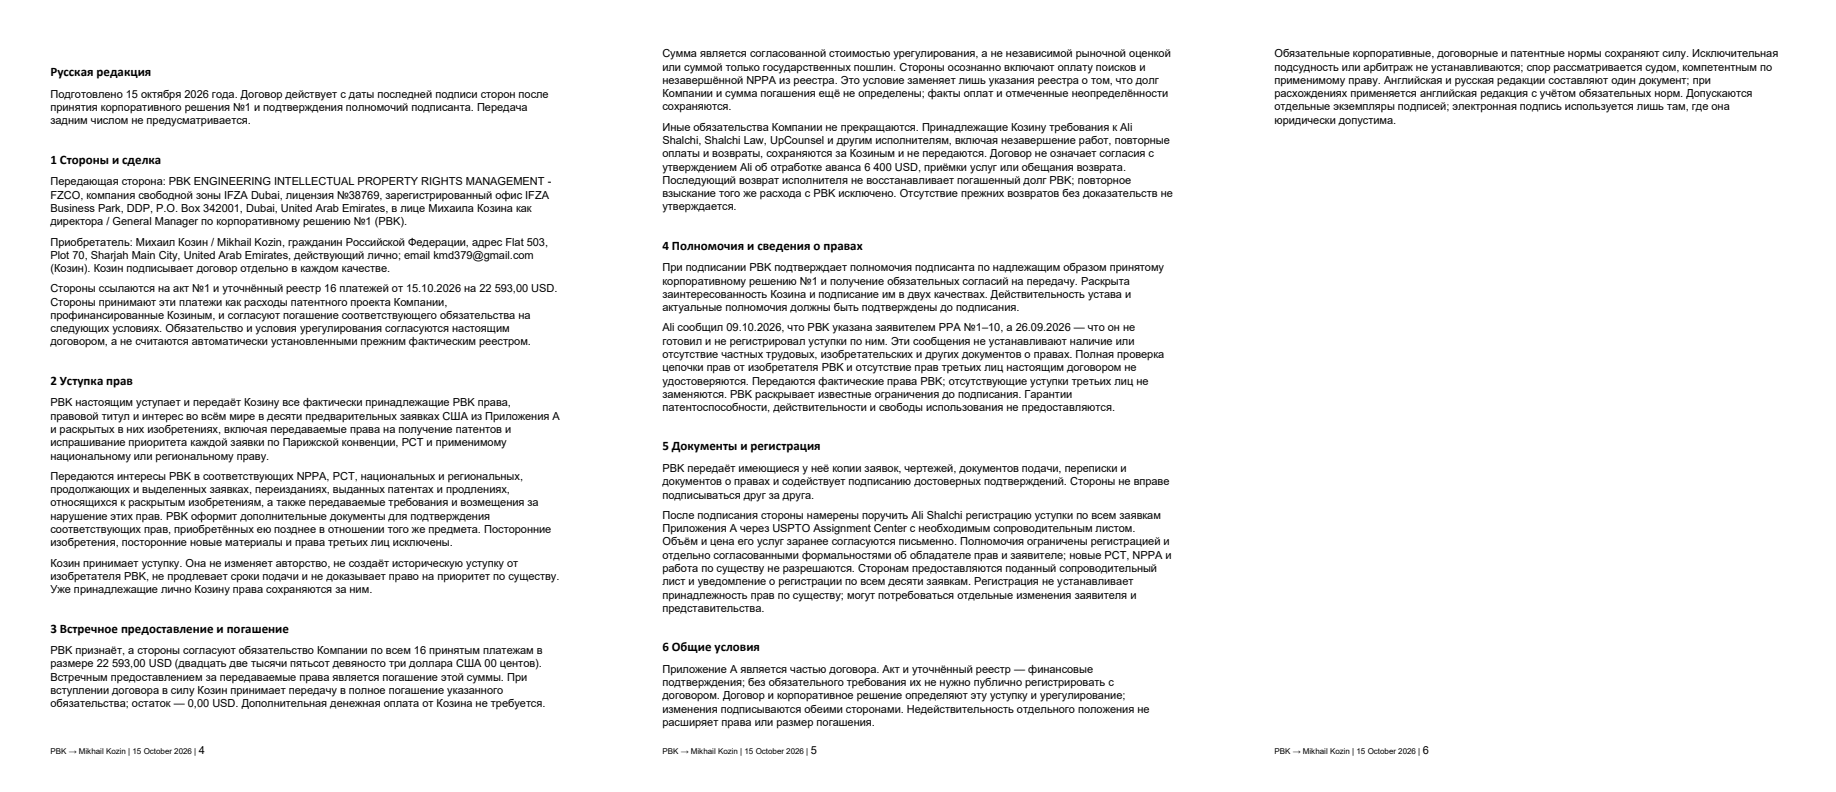 Русская редакция
Подготовлено 15 октября 2026 года. Договор действует с даты последней подписи сторон после
принятия корпоративного решения №1 и подтверждения полномочий подписанта. Передача
задним числом не предусматривается.
1 Стороны и сделка
Передающая сторона: PBK ENGINEERING INTELLECTUAL PROPERTY RIGHTS MANAGEMENT -
FZCO, компания свободной зоны IFZA Dubai, лицензия №38769, зарегистрированный офис IFZA
Business Park, DDP, P.O. Box 342001, Dubai, United Arab Emirates, в лице Михаила Козина как
директора / General Manager по корпоративному решению №1 (PBK).
Приобретатель: Михаил Козин / Mikhail Kozin, гражданин Российской Федерации, адрес Flat 503,
Plot 70, Sharjah Main City, United Arab Emirates, действующий лично; email kmd379@gmail.com
(Козин). Козин подписывает договор отдельно в каждом качестве.
Стороны ссылаются на акт №1 и уточнённый реестр 16 платежей от 15.10.2026 на 22 593,00 USD.
Стороны принимают эти платежи как расходы патентного проекта Компании,
профинансированные Козиным, и согласуют погашение соответствующего обязательства на
следующих условиях. Обязательство и условия урегулирования согласуются настоящим
договором, а не считаются автоматически установленными прежним фактическим реестром.
2 Уступка прав
PBK настоящим уступает и передаёт Козину все фактически принадлежащие PBK права,
правовой титул и интерес во всём мире в десяти предварительных заявках США из Приложения A
и раскрытых в них изобретениях, включая передаваемые права на получение патентов и
испрашивание приоритета каждой заявки по Парижской конвенции, PCT и применимому
национальному или региональному праву.
Передаются интересы PBK в соответствующих NPPA, PCT, национальных и региональных,
продолжающих и выделенных заявках, переизданиях, выданных патентах и продлениях,
относящихся к раскрытым изобретениям, а также передаваемые требования и возмещения за
нарушение этих прав. PBK оформит дополнительные документы для подтверждения
соответствующих прав, приобретённых ею позднее в отношении того же предмета. Посторонние
изобретения, посторонние новые материалы и права третьих лиц исключены.
Козин принимает уступку. Она не изменяет авторство, не создаёт историческую уступку от
изобретателя PBK, не продлевает сроки подачи и не доказывает право на приоритет по существу.
Уже принадлежащие лично Козину права сохраняются за ним.
3 Встречное предоставление и погашение
PBK признаёт, а стороны согласуют обязательство Компании по всем 16 принятым платежам в
размере 22 593,00 USD (двадцать две тысячи пятьсот девяносто три доллара США 00 центов).
Встречным предоставлением за передаваемые права является погашение этой суммы. При
вступлении договора в силу Козин принимает передачу в полное погашение указанного
обязательства; остаток — 0,00 USD. Дополнительная денежная оплата от Козина не требуется.
PBK → Mikhail Kozin | 15 October 2026 | 4
Сумма является согласованной стоимостью урегулирования, а не независимой рыночной оценкой
или суммой только государственных пошлин. Стороны осознанно включают оплату поисков и
незавершённой NPPA из реестра. Это условие заменяет лишь указания реестра о том, что долг
Компании и сумма погашения ещё не определены; факты оплат и отмеченные неопределённости
сохраняются.
Иные обязательства Компании не прекращаются. Принадлежащие Козину требования к Ali
Shalchi, Shalchi Law, UpCounsel и другим исполнителям, включая незавершение работ, повторные
оплаты и возвраты, сохраняются за Козиным и не передаются. Договор не означает согласия с
утверждением Ali об отработке аванса 6 400 USD, приёмки услуг или обещания возврата.
Последующий возврат исполнителя не восстанавливает погашенный долг PBK; повторное
взыскание того же расхода с PBK исключено. Отсутствие прежних возвратов без доказательств не
утверждается.
4 Полномочия и сведения о правах
При подписании PBK подтверждает полномочия подписанта по надлежащим образом принятому
корпоративному решению №1 и получение обязательных согласий на передачу. Раскрыта
заинтересованность Козина и подписание им в двух качествах. Действительность устава и
актуальные полномочия должны быть подтверждены до подписания.
Ali сообщил 09.10.2026, что PBK указана заявителем PPA №1–10, а 26.09.2026 — что он не
готовил и не регистрировал уступки по ним. Эти сообщения не устанавливают наличие или
отсутствие частных трудовых, изобретательских и других документов о правах. Полная проверка
цепочки прав от изобретателя PBK и отсутствие прав третьих лиц настоящим договором не
удостоверяются. Передаются фактические права PBK; отсутствующие уступки третьих лиц не
заменяются. PBK раскрывает известные ограничения до подписания. Гарантии
патентоспособности, действительности и свободы использования не предоставляются.
5 Документы и регистрация
PBK передаёт имеющиеся у неё копии заявок, чертежей, документов подачи, переписки и
документов о правах и содействует подписанию достоверных подтверждений. Стороны не вправе
подписываться друг за друга.
После подписания стороны намерены поручить Ali Shalchi регистрацию уступки по всем заявкам
Приложения A через USPTO Assignment Center с необходимым сопроводительным листом.
Объём и цена его услуг заранее согласуются письменно. Полномочия ограничены регистрацией и
отдельно согласованными формальностями об обладателе прав и заявителе; новые PCT, NPPA и
работа по существу не разрешаются. Сторонам предоставляются поданный сопроводительный
лист и уведомление о регистрации по всем десяти заявкам. Регистрация не устанавливает
принадлежность прав по существу; могут потребоваться отдельные изменения заявителя и
представительства.
6 Общие условия
Приложение A является частью договора. Акт и уточнённый реестр — финансовые
подтверждения; без обязательного требования их не нужно публично регистрировать с
договором. Договор и корпоративное решение определяют эту уступку и урегулирование;
изменения подписываются обеими сторонами. Недействительность отдельного положения не
расширяет права или размер погашения.
PBK → Mikhail Kozin | 15 October 2026 | 5
Обязательные корпоративные, договорные и патентные нормы сохраняют силу. Исключительная
подсудность или арбитраж не устанавливаются; спор рассматривается судом, компетентным по
применимому праву. Английская и русская редакции составляют один документ; при
расхождениях применяется английская редакция с учётом обязательных норм. Допускаются
отдельные экземпляры подписей; электронная подпись используется лишь там, где она
юридически допустима.
PBK → Mikhail Kozin | 15 October 2026 | 6